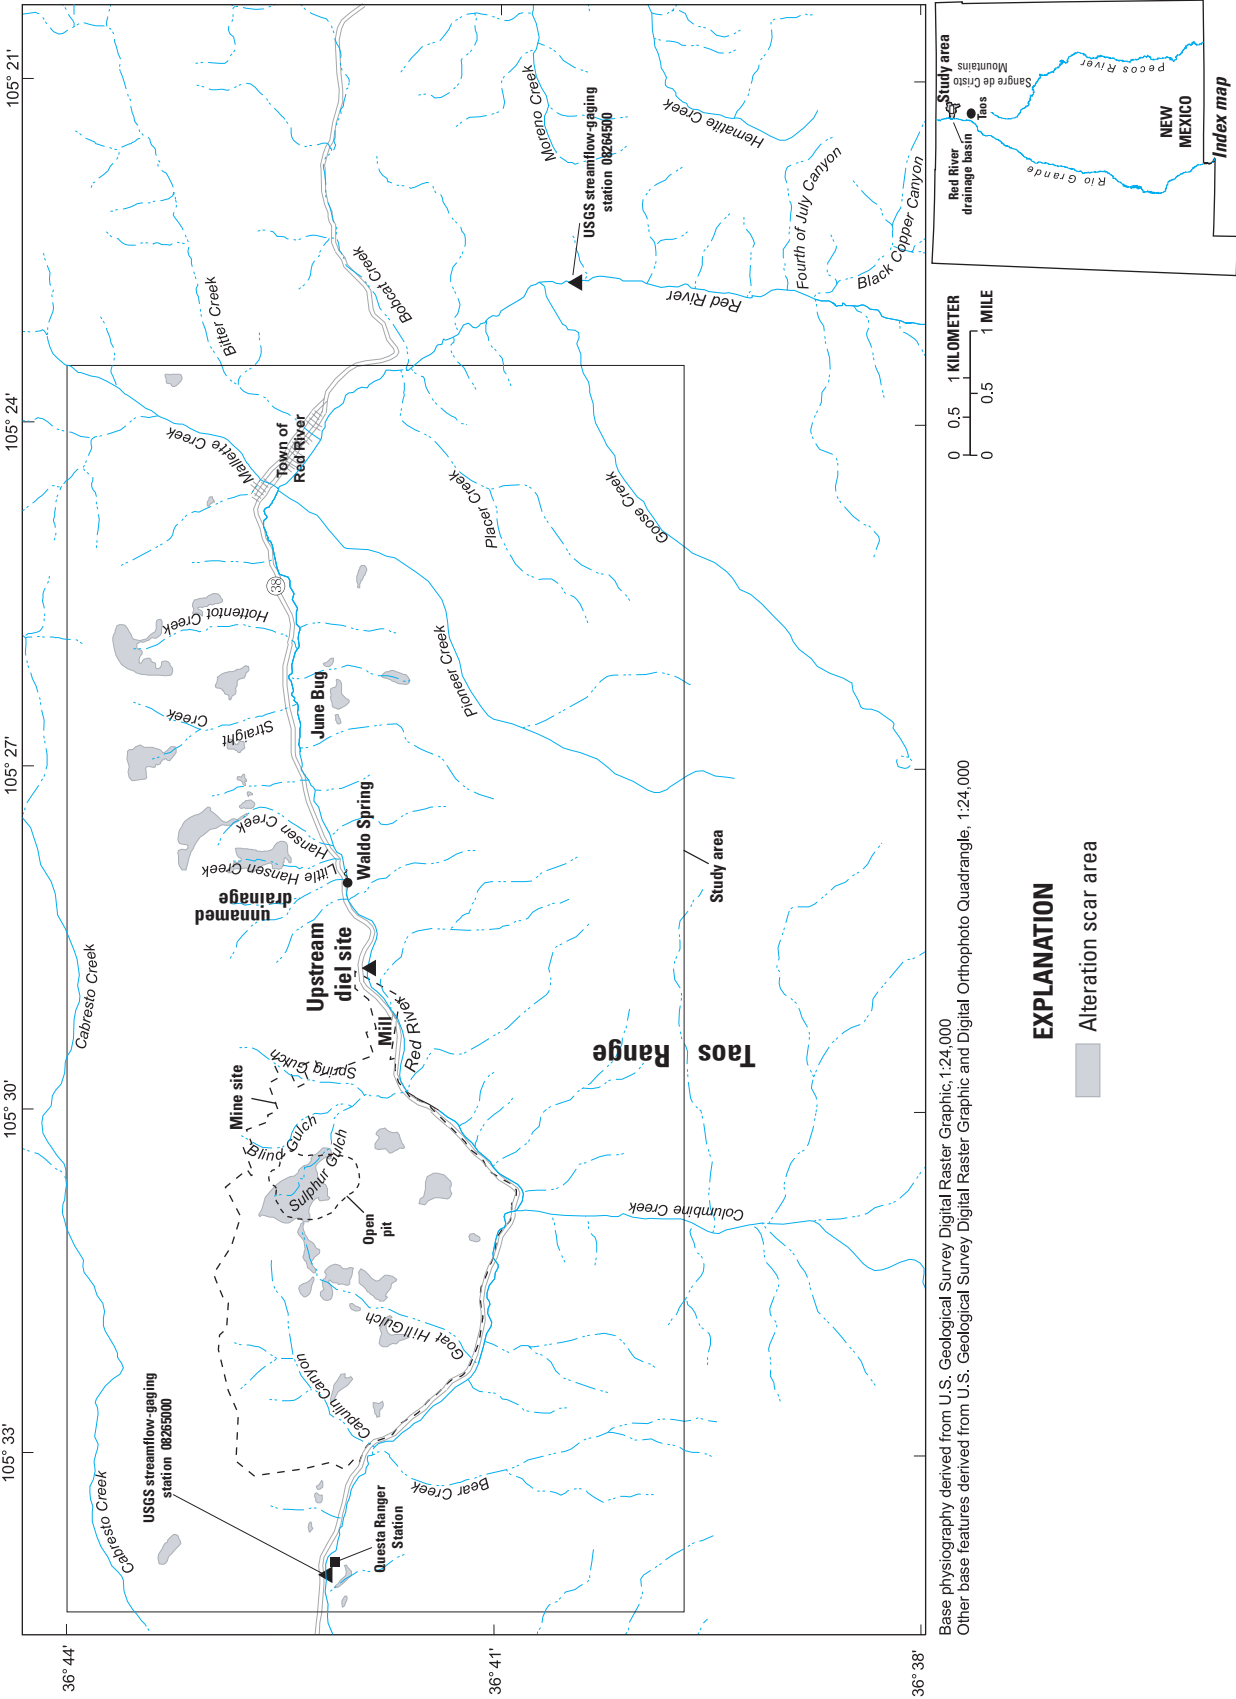 105° 33'
105° 30'
105° 27'
105° 24'
105° 21'
36° 44'
36° 41'
36° 38'
Cabresto Creek
Cabresto Creek
USGS streamflow-gaging
station 08265000
Questa Ranger
Station
Bear Creek
Capulin Canyon
Goat Hill Gulch
Open
pit
Sulphur Gulch
Blind Gulch
Mine site
Spring Gulch
Columbine Creek
Mill
Red River
Taos
Range
Upstream
diel site
unnamed
drainage
Little Hansen Creek
Hansen Creek
Waldo Spring
Study area
Straight
Creek
June Bug
Hottentot Creek
38
Pioneer Creek
Mallette Creek
Town of
Red River
Placer Creek
Goose Creek
Bitter Creek
Bobcat Creek
USGS streamflow-gaging
station 08264500
Moreno Creek
Hematite Creek
Red River
Fourth of July Canyon
Black Copper Canyon
Base physiography derived from U.S. Geological Survey Digital Raster Graphic,1:24,000
Other base features derived from U.S. Geological Survey Digital Raster Graphic and Digital Orthophoto Quadrangle, 1:24,000
0 0.5 1 KILOMETER
0 0.5 1 MILE
EXPLANATION
Alteration scar area
Study area
Red River
drainage basin
Taos
Sangre de Cristo
Mountains
Rio Grande
Pecos River
NEW
MEXICO
Index map